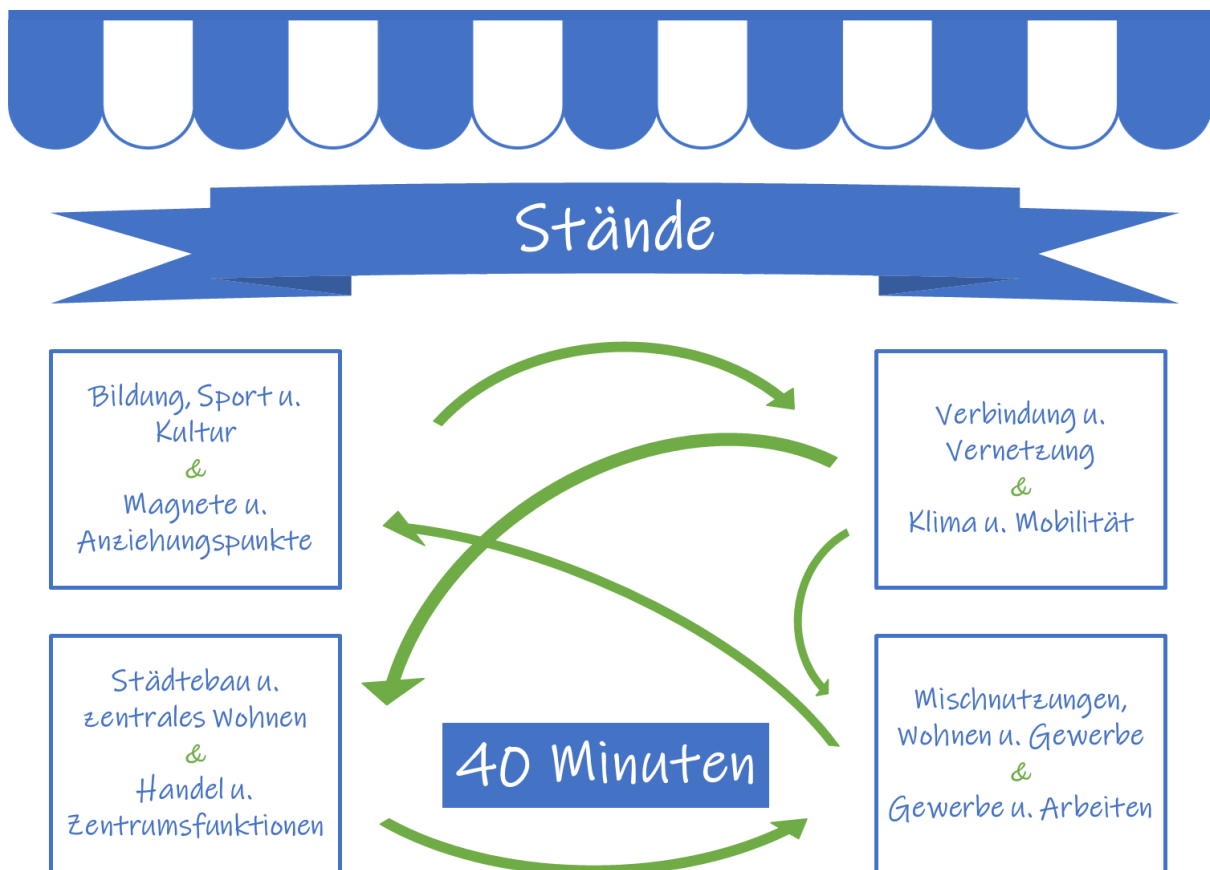 Stände
Bildung, Sport u.
Kultur
&
Magnete u.
Anziehungspunkte
Verbindung u.
Vernetzung
&
Klima u. Mobilität
Städtebau u.
zentrales Wohnen
&
Handel u.
Zentrumsfunktionen
40 Minuten
Mischnutzungen,
Wohnen u. Gewerbe
&
Gewerbe u. Arbeiten